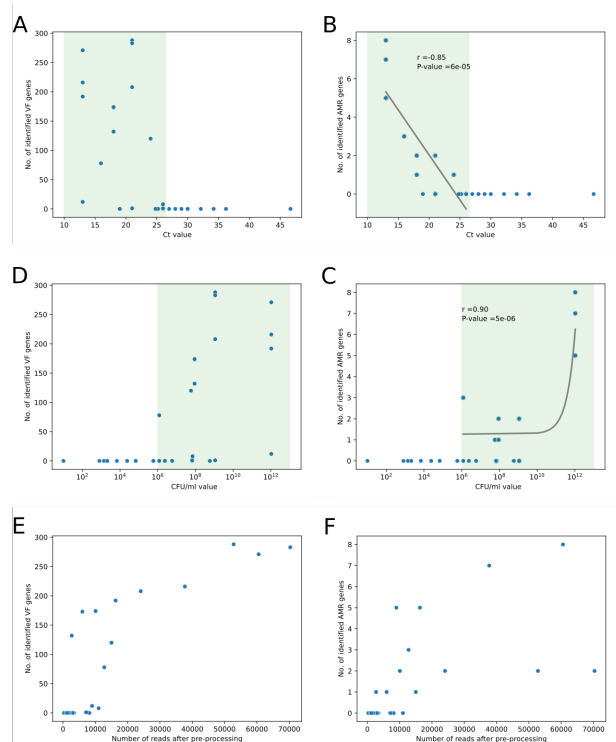 A
300
250
200
150
100
50
0
No. of identified VF genes
10 15 20 25 30 35 40 45
Ct value
B
8
6
4
2
0
No. of identified AMR genes
r =-0.85
P-value =6e-05
10 15 20 25 30 35 40 45
Ct value
D
300
250
200
150
100
50
0
No. of identified VF genes
10² 10⁴ 10⁶ 10⁸ 10¹⁰ 10¹²
CFU/ml value
C
8
7
6
5
4
3
2
1
0
No. of identified AMR genes
r =0.90
P-value =5e-06
10² 10⁴ 10⁶ 10⁸ 10¹⁰ 10¹²
CFU/ml value
E
300
250
200
150
100
50
0
No. of identified VF genes
0 10000 20000 30000 40000 50000 60000 70000
Number of reads after pre-processing
F
8
7
6
5
4
3
2
1
0
No. of identified AMR genes
0 10000 20000 30000 40000 50000 60000 70000
Number of reads after pre-processing